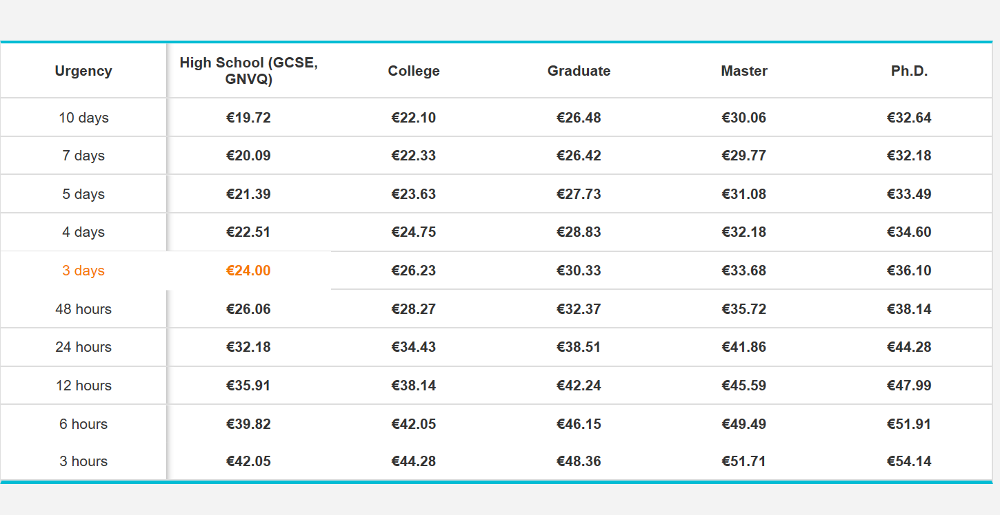 Urgency High School (GCSE, GNVQ) College Graduate Master Ph.D.
10 days €19.72 €22.10 €26.48 €30.06 €32.64
7 days €20.09 €22.33 €26.42 €29.77 €32.18
5 days €21.39 €23.63 €27.73 €31.08 €33.49
4 days €22.51 €24.75 €28.83 €32.18 €34.60
3 days €24.00 €26.23 €30.33 €33.68 €36.10
48 hours €26.06 €28.27 €32.37 €35.72 €38.14
24 hours €32.18 €34.43 €38.51 €41.86 €44.28
12 hours €35.91 €38.14 €42.24 €45.59 €47.99
6 hours €39.82 €42.05 €46.15 €49.49 €51.91
3 hours €42.05 €44.28 €48.36 €51.71 €54.14